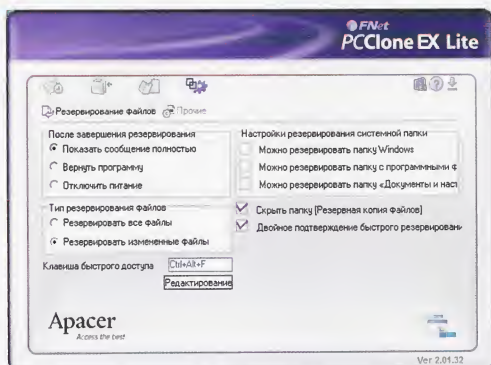 FNet
PCClone EX Lite
Резервирование файлов Прочие
После завершения резервирования
Показать сообщение полностью
Вернуть программу
Отключить питание
Тип резервирования файлов
Резервировать все файлы
Резервировать измененные файлы
Клавиша быстрого доступа Ctrl+Alt+F
Редактирование
Настройки резервирования системной папки
Можно резервировать папку Windows
Можно резервировать папку с программными ф
Можно резервировать папку «Документы и наст
Скрыть папку [Резервная копия файлов]
Двойное подтверждение быстрого резервировани
Apacer
Access the best
Ver 2.01.32